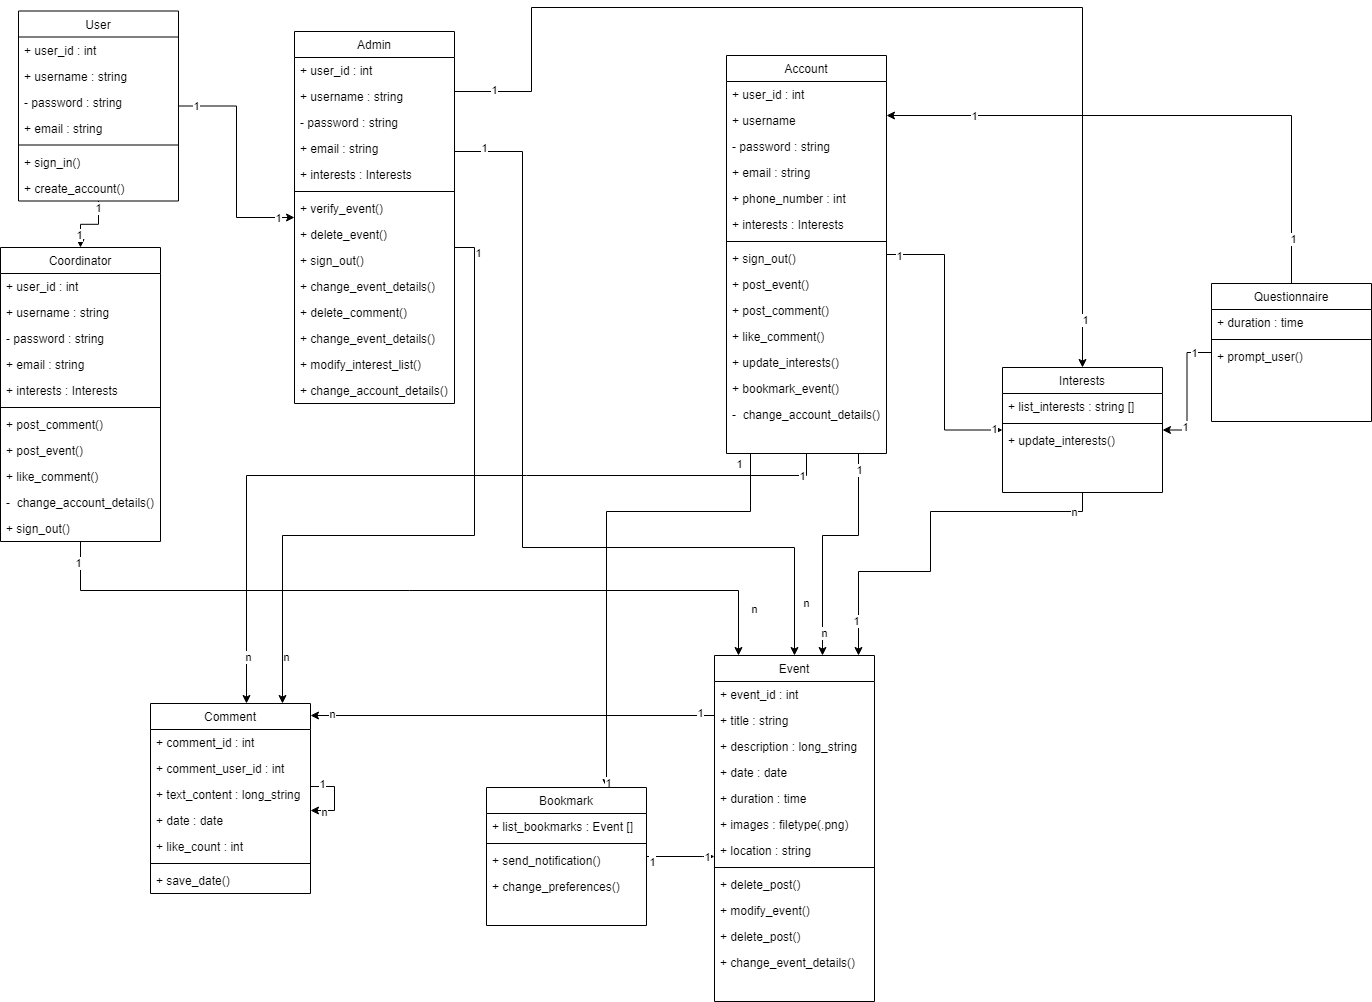 User
+ user_id : int
+ username : string
- password : string
+ email : string
+ sign_in()
+ create_account()
1
1
1
1
Admin
+ user_id : int
+ username : string
- password : string
+ email : string
+ interests : Interests
+ verify_event()
+ delete_event()
+ sign_out()
+ change_event_details()
+ delete_comment()
+ change_event_details()
+ modify_interest_list()
+ change_account_details()
1
1
1
1
Account
+ user_id : int
+ username
- password : string
+ email : string
+ phone_number : int
+ interests : Interests
+ sign_out()
+ post_event()
+ post_comment()
+ like_comment()
+ update_interests()
+ bookmark_event()
- change_account_details()
1
1
1
1
1
1
Questionnaire
+ duration : time
+ prompt_user()
1
1
1
Interests
+ list_interests : string []
+ update_interests()
n
1
Coordinator
+ user_id : int
+ username : string
- password : string
+ email : string
+ interests : Interests
+ post_comment()
+ post_event()
+ like_comment()
- change_account_details()
+ sign_out()
1
n
n
n
n
n
Comment
+ comment_id : int
+ comment_user_id : int
+ text_content : long_string
+ date : date
+ like_count : int
+ save_date()
1
n
n
1
1
Bookmark
+ list_bookmarks : Event []
+ send_notification()
+ change_preferences()
1
1
Event
+ event_id : int
+ title : string
+ description : long_string
+ date : date
+ duration : time
+ images : filetype(.png)
+ location : string
+ delete_post()
+ modify_event()
+ delete_post()
+ change_event_details()